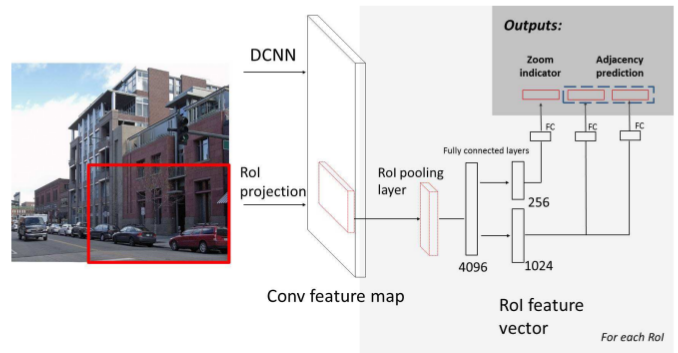 Outputs:
Zoom
indicator
Adjacency
prediction
DCNN
FC
FC
FC
Fully connected layers
RoI
projection
RoI pooling
layer
256
4096
1024
Conv feature map
RoI feature
vector
For each RoI